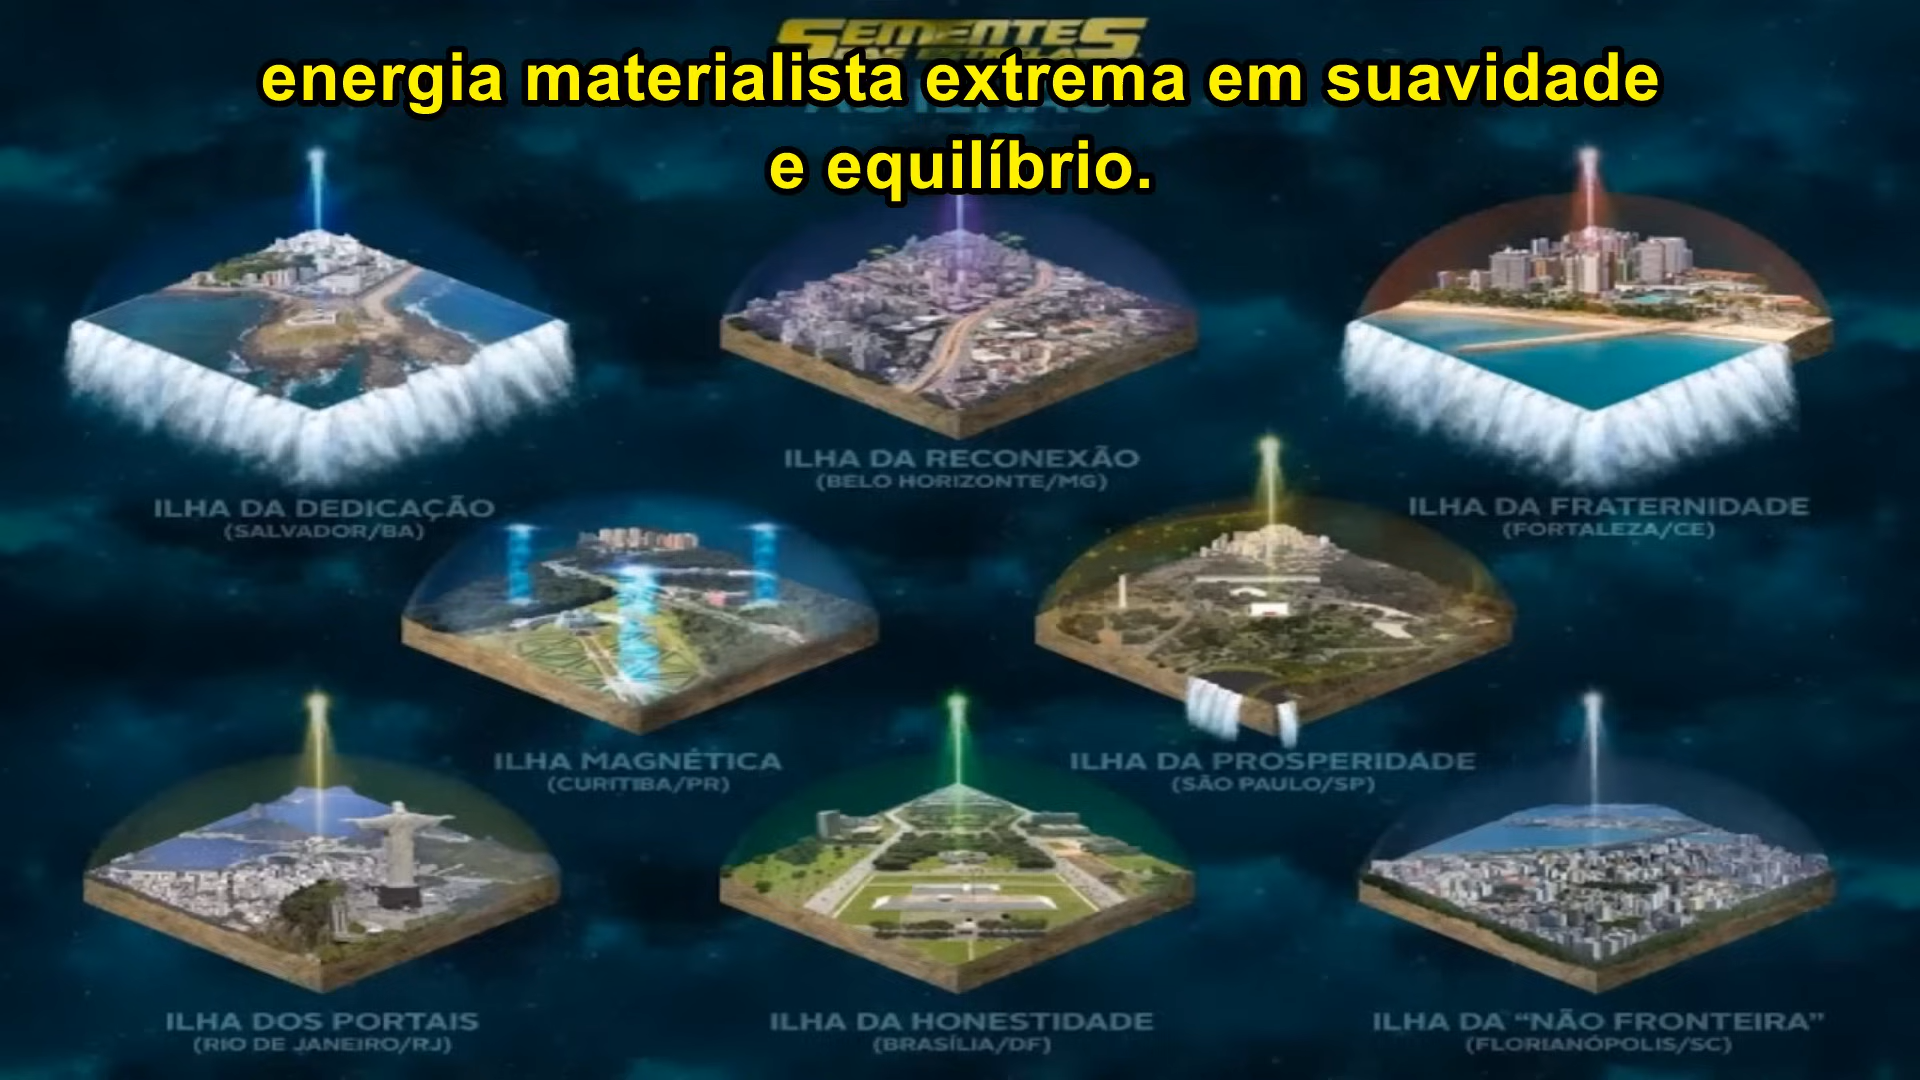 SEMENTES
energia materialista extrema em suavidade
e equilíbrio.
ILHA DA RECONEXÃO
(BELO HORIZONTE/MG)
ILHA DA DEDICAÇÃO
(SALVADOR/BA)
ILHA DA FRATERNIDADE
(FORTALEZA/CE)
ILHA MAGNÉTICA
(CURITIBA/PR)
ILHA DA PROSPERIDADE
(SÃO PAULO/SP)
ILHA DOS PORTAIS
(RIO DE JANEIRO/RJ)
ILHA DA HONESTIDADE
(BRASÍLIA/DF)
ILHA DA “NÃO FRONTEIRA”
(FLORIANÓPOLIS/SC)